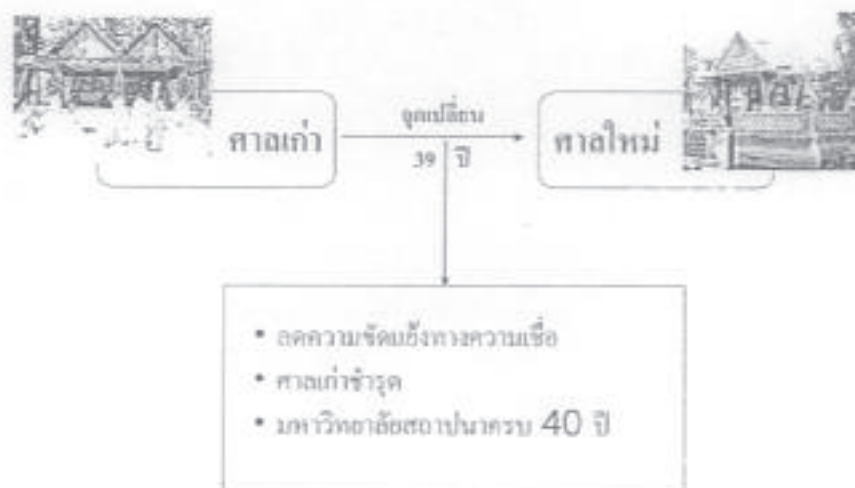 ศาลเก่า
จุดเปลี่ยน
39 ปี
ศาลใหม่
• ลดความขัดแย้งทางความเชื่อ
• ศาลเก่าชำรุด
• มหาวิทยาลัยสถาปนาครบ 40 ปี